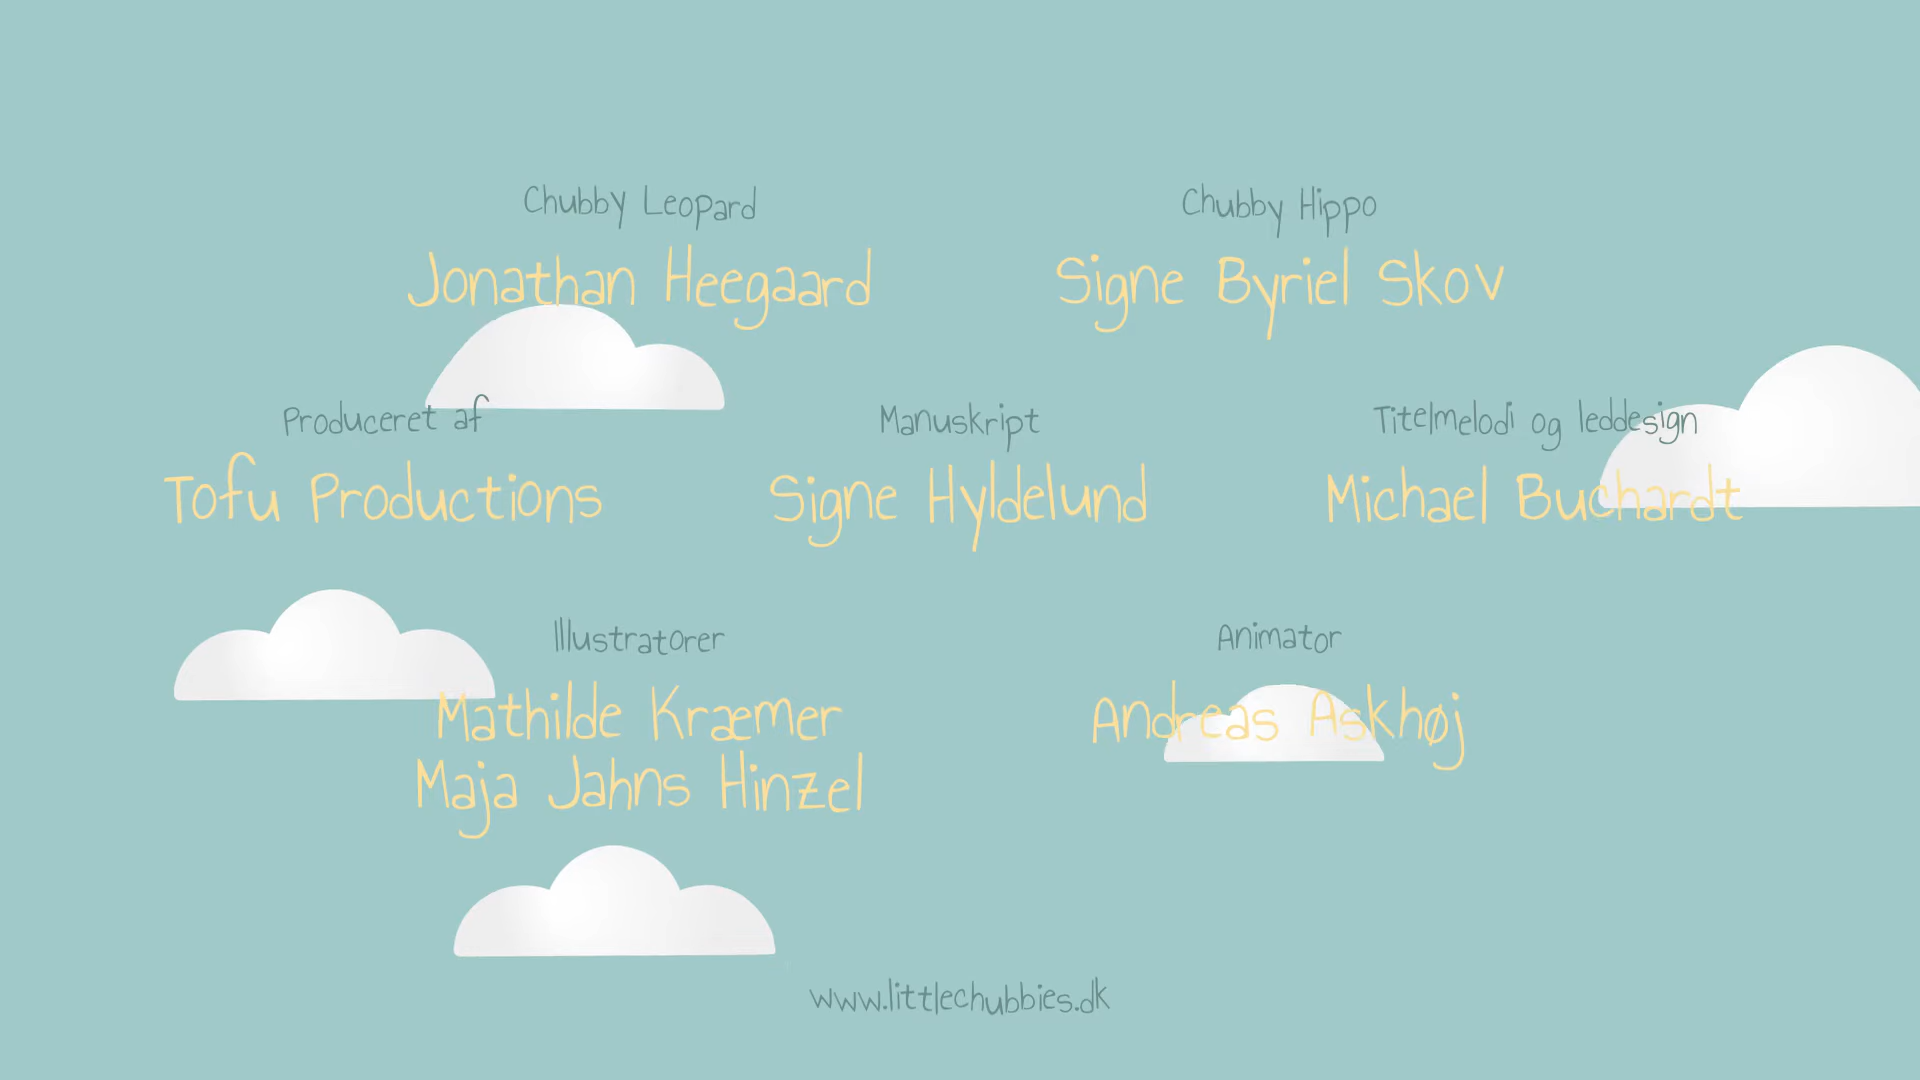 Chubby Leopard
Jonathan Heegaard
Chubby Hippo
Signe Byriel Skov
Produceret af
Tofu Productions
Manuskript
Signe Hyldelund
Titelmelodi og leddesign
Michael Buchardt
Illustratorer
Mathilde Kræmer
Maja Jahns Hinzel
Animator
Andreas Askhøj
www.littlechubbies.dk